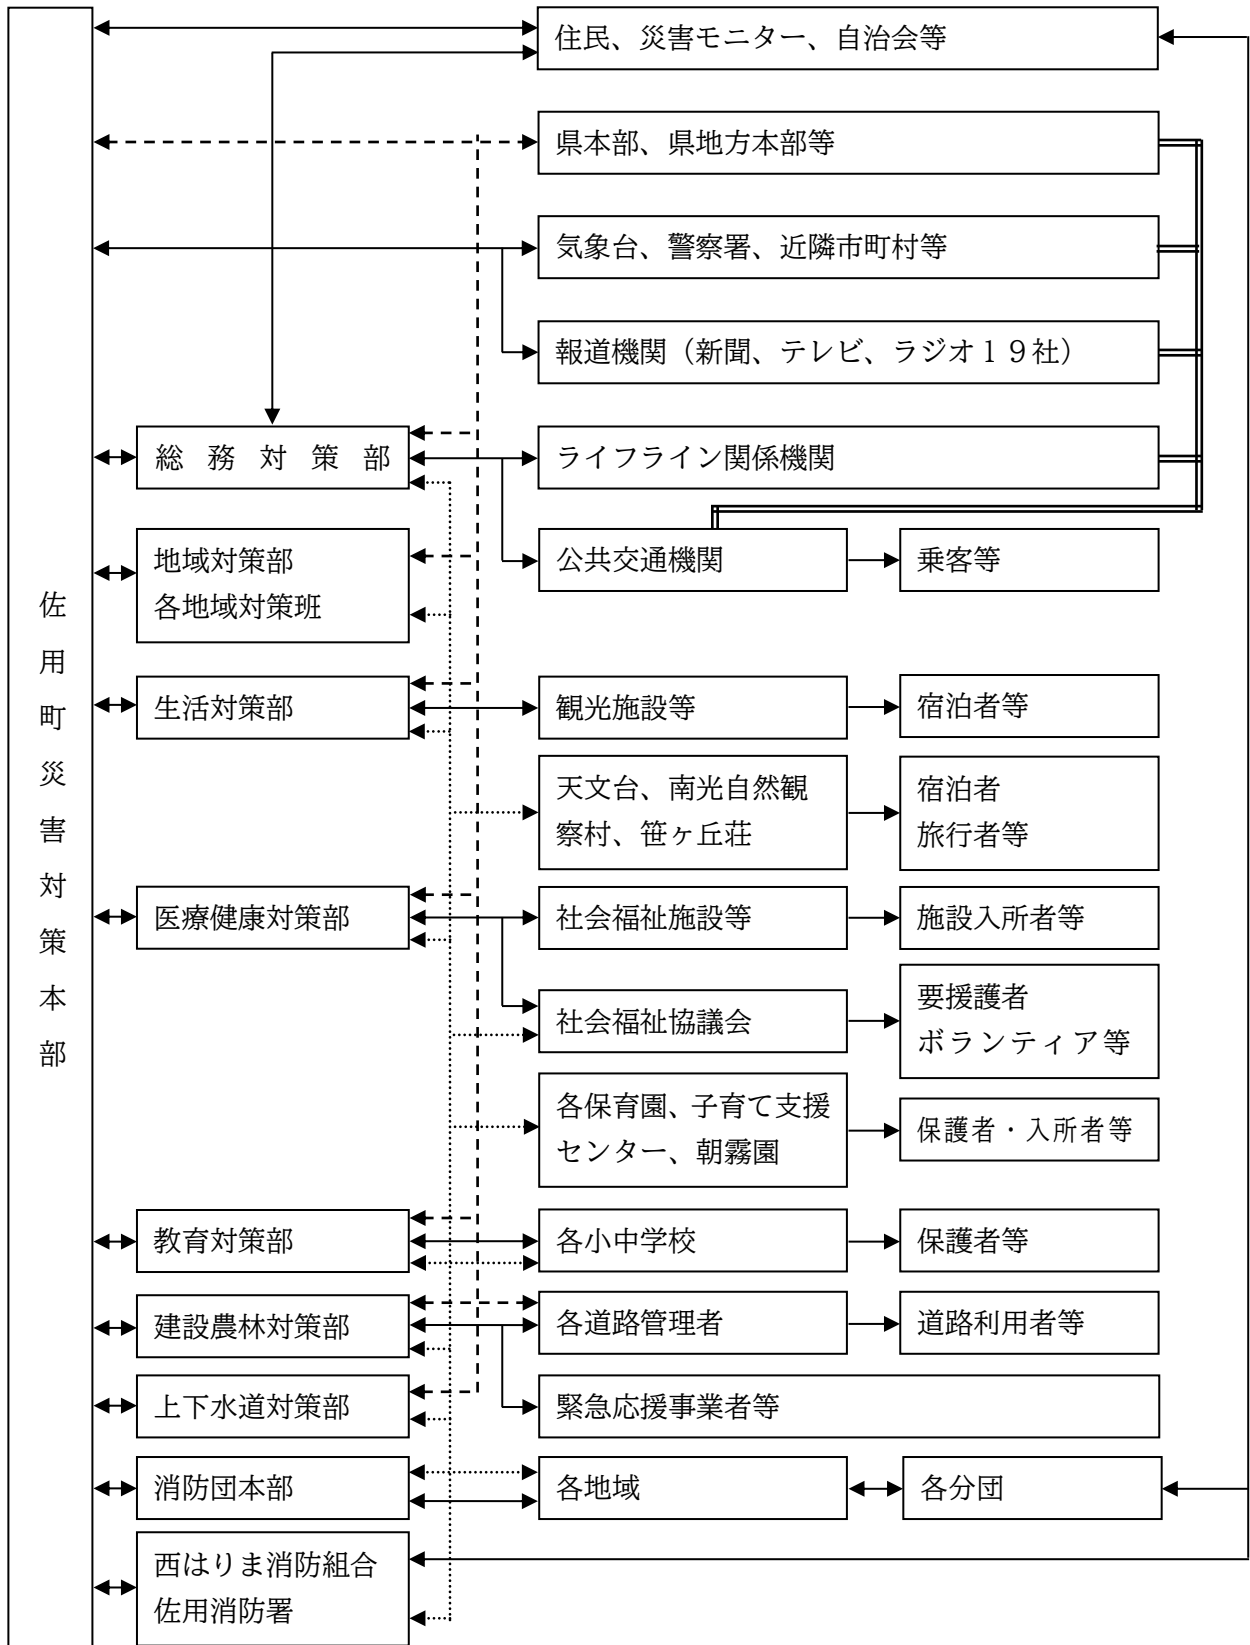 佐用町災害対策本部
住民、災害モニター、自治会等
県本部、県地方本部等
気象台、警察署、近隣市町村等
報道機関（新聞、テレビ、ラジオ１９社）
総務対策部
ライフライン関係機関
公共交通機関
乗客等
地域対策部
各地域対策班
生活対策部
観光施設等
宿泊者等
天文台、南光自然観
察村、笹ヶ丘荘
宿泊者
旅行者等
医療健康対策部
社会福祉施設等
施設入所者等
社会福祉協議会
要援護者
ボランティア等
各保育園、子育て支援
センター、朝霧園
保護者・入所者等
教育対策部
各小中学校
保護者等
建設農林対策部
各道路管理者
道路利用者等
上下水道対策部
緊急応援事業者等
消防団本部
各地域
各分団
西はりま消防組合
佐用消防署